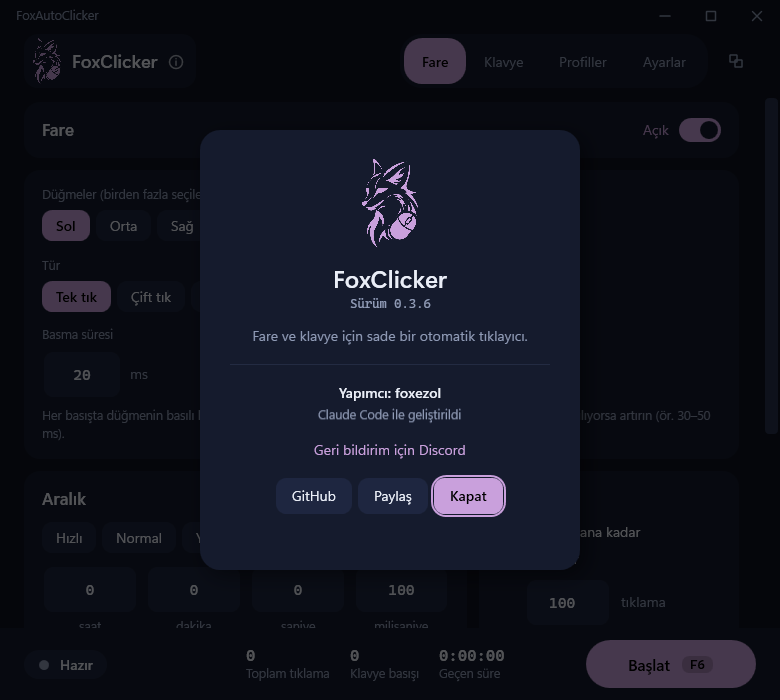 FoxAutoClicker
FoxClicker
Fare
Klavye
Profiller
Ayarlar
Fare
Açık
Düğmeler (birden fazla
Sol
Orta
Sağ
Tür
Tek tık
Çift tık
Basma süresi
20
ms
Her basışta düğmenin basılı
artırın (ör. 30–50
ms).
FoxClicker
Sürüm 0.3.6
Fare ve klavye için sade bir otomatik tıklayıcı.
Yapımcı: foxezol
Claude Code ile geliştirildi
Geri bildirim için Discord
GitHub
Paylaş
Kapat
Aralık
Hızlı
Normal
kadar
0
0
0
100
saat
dakika
saniye
milisaniye
100
tıklama
Hazır
0
Toplam tıklama
0
Klavye basışı
0:00:00
Geçen süre
Başlat
F6